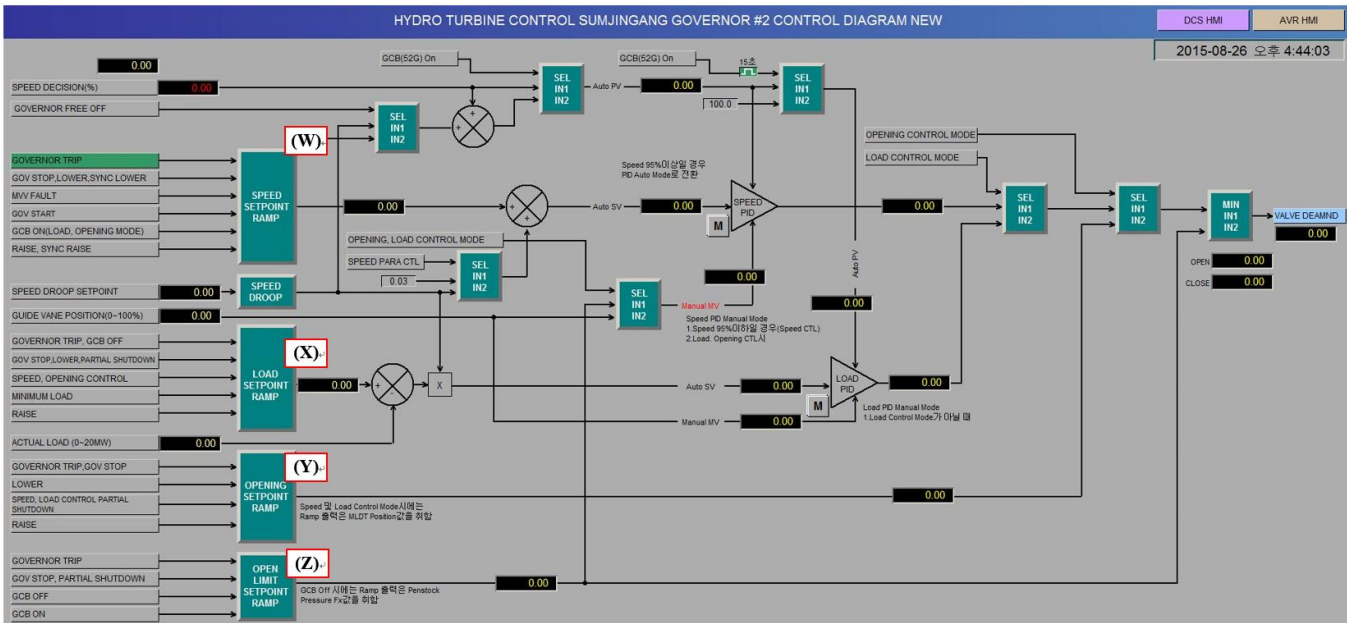 HYDRO TURBINE CONTROL SUMJINGANG GOVERNOR #2 CONTROL DIAGRAM NEW
DCS HMI
AVR HMI
2015-08-26 오후 4:44:03
0.00
SPEED DECISION(%)
0.00
GOVERNOR FREE OFF
GCB(52G) On
SEL
IN1
IN2
Auto PV
0.00
GCB(52G) On
15초
100.0
SEL
IN1
IN2
SEL
IN1
IN2
+
+
(W)
GOVERNOR TRIP
GOV STOP,LOWER,SYNC LOWER
MVV FAULT
GOV START
GCB ON(LOAD, OPENING MODE)
RAISE, SYNC RAISE
SPEED
SETPOINT
RAMP
0.00
+
+
Auto SV
0.00
Speed 95%이상일 경우
PID Auto Mode로 전환
SPEED
PID
M
0.00
OPENING CONTROL MODE
LOAD CONTROL MODE
SEL
IN1
IN2
SEL
IN1
IN2
MIN
IN1
IN2
VALVE DEAMND
0.00
OPEN
0.00
CLOSE
0.00
OPENING, LOAD CONTROL MODE
SPEED PARA CTL
0.03
SEL
IN1
IN2
SPEED DROOP SETPOINT
0.00
SPEED
DROOP
GUIDE VANE POSITION(0~100%)
0.00
SEL
IN1
IN2
0.00
Manual MV
Speed PID Manual Mode
1.Speed 95%이하일 경우(Speed CTL)
2.Load. Opening CTL시
Auto PV
0.00
(X)
GOVERNOR TRIP, GCB OFF
GOV STOP,LOWER,PARTIAL SHUTDOWN
SPEED, OPENING CONTROL
MINIMUM LOAD
RAISE
LOAD
SETPOINT
RAMP
0.00
+
-
X
Auto SV
0.00
LOAD
PID
M
0.00
Manual MV
0.00
Load PID Manual Mode
1.Load Control Mode가 아닐 때
ACTUAL LOAD (0~20MW)
0.00
(Y)
GOVERNOR TRIP,GOV STOP
LOWER
SPEED, LOAD CONTROL PARTIAL
SHUTDOWN
RAISE
OPENING
SETPOINT
RAMP
0.00
Speed 및 Load Control Mode시에는
Ramp 출력은 MLDT Position값을 취함
(Z)
GOVERNOR TRIP
GOV STOP, PARTIAL SHUTDOWN
GCB OFF
GCB ON
OPEN
LIMIT
SETPOINT
RAMP
0.00
GCB Off 시에는 Ramp 출력은 Penstock
Pressure Fx값을 취함